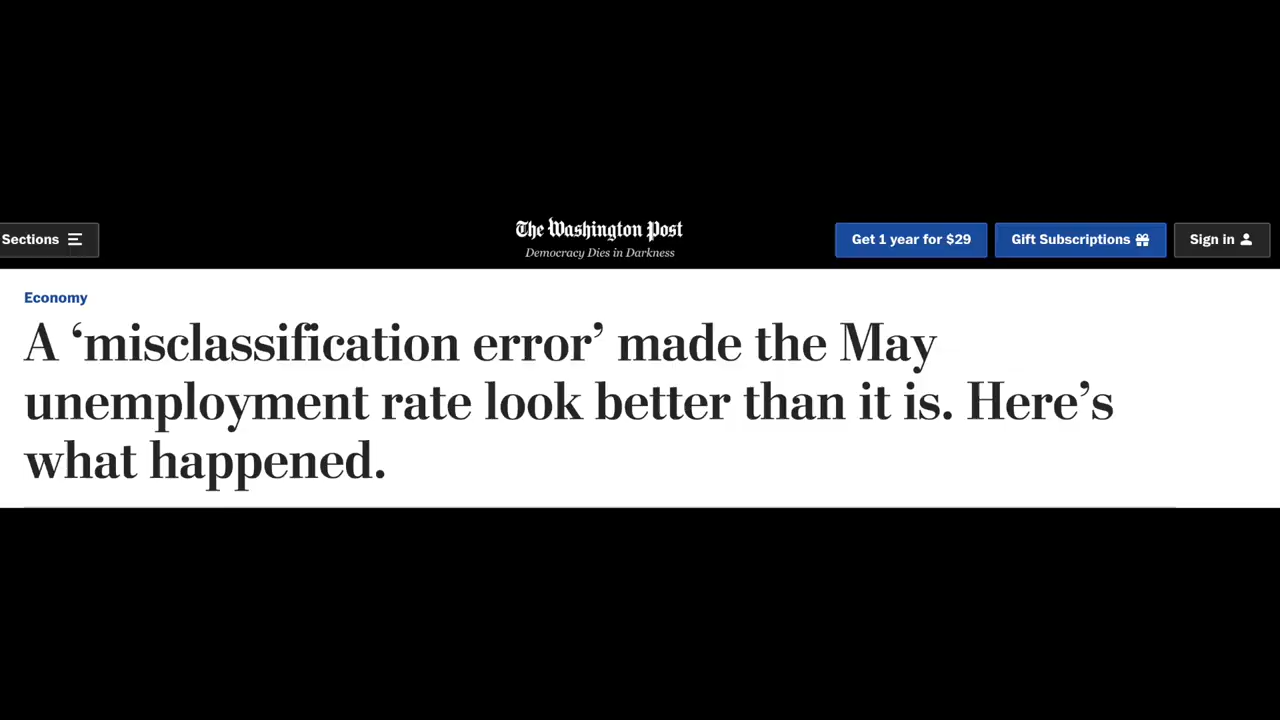 Sections
The Washington Post
Democracy Dies in Darkness
Get 1 year for $29
Gift Subscriptions
Sign in
Economy
A ‘misclassification error’ made the May
unemployment rate look better than it is. Here’s
what happened.